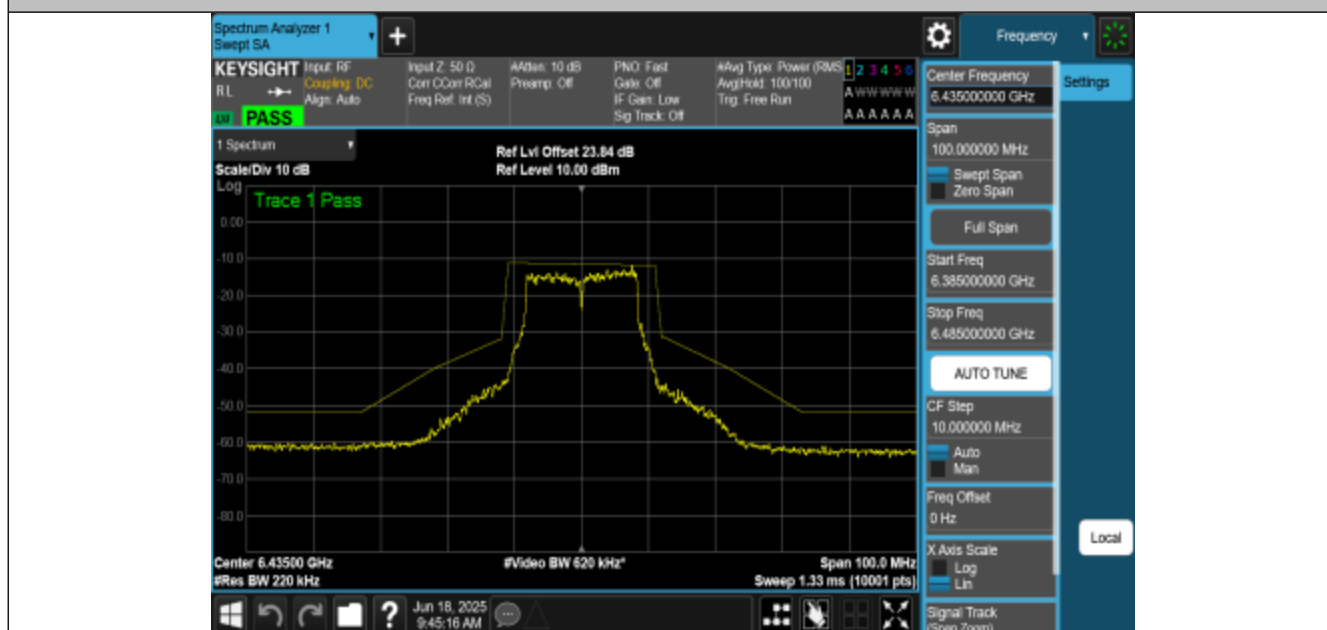 Spectrum Analyzer 1
Swept SA
+
Frequency
KEYSIGHT
RL
PASS
Input: RF
Coupling: DC
Align: Auto
Input Z: 50 Ω
Corr CCorr RCal
Freq Ref: Int (S)
#Atten: 10 dB
Preamp: Off
PNO: Fast
Gate: Off
IF Gain: Low
Sig Track: Off
#Avg Type: Power (RMS
Avg|Hold: 100/100
Trig: Free Run
1 2 3 4 5 6
A W W W W W
A A A A A A
Center Frequency
6.435000000 GHz
Settings
Span
100.000000 MHz
Swept Span
Zero Span
Full Span
Start Freq
6.385000000 GHz
Stop Freq
6.485000000 GHz
AUTO TUNE
CF Step
10.000000 MHz
Auto
Man
Freq Offset
0 Hz
X Axis Scale
Log
Lin
Signal Track
(Span Zoom)
Local
1 Spectrum
Scale/Div 10 dB
Ref Lvl Offset 23.84 dB
Ref Level 10.00 dBm
Log
Trace 1 Pass
0.00
-10.0
-20.0
-30.0
-40.0
-50.0
-60.0
-70.0
-80.0
Center 6.43500 GHz
#Res BW 220 kHz
#Video BW 620 kHz*
Span 100.0 MHz
Sweep 1.33 ms (10001 pts)
?
Jun 18, 2025
9:45:16 AM